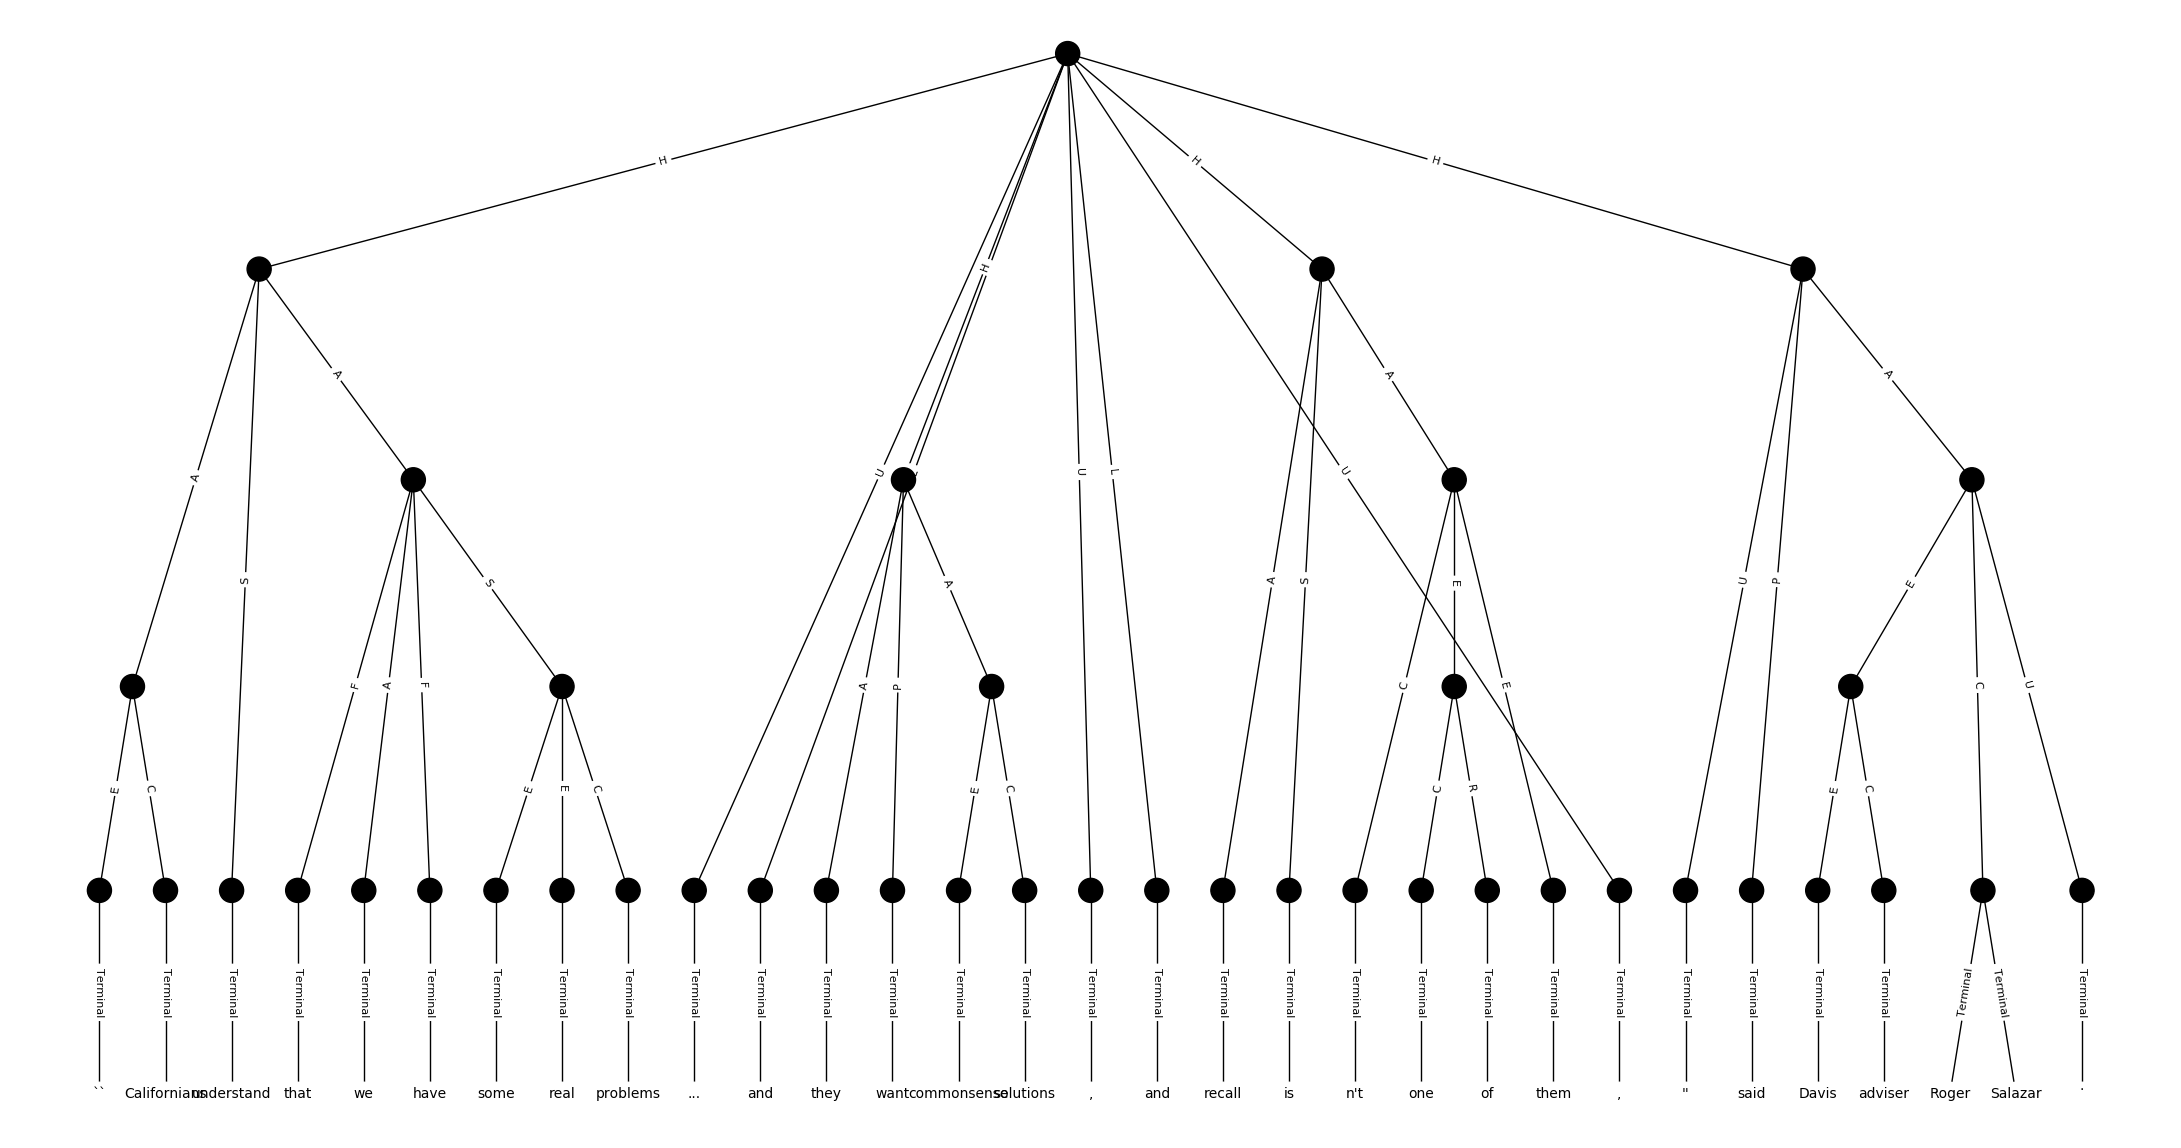 H H H
H
A A A
A
U L U L
A S
S A U P
A S A E E
F A F A P C E C U
E C E E C E C C R E C
Terminal Terminal Terminal Terminal Terminal Terminal Terminal Terminal Terminal Terminal Terminal Terminal Terminal Terminal Terminal Terminal Terminal Terminal Terminal Terminal Terminal Terminal Terminal Terminal Terminal Terminal Terminal Terminal Terminal Terminal Terminal
`` Californians understand that we have some real problems ... and they want commonsense solutions , and recall is n't one of them , " said Davis adviser Roger Salazar .